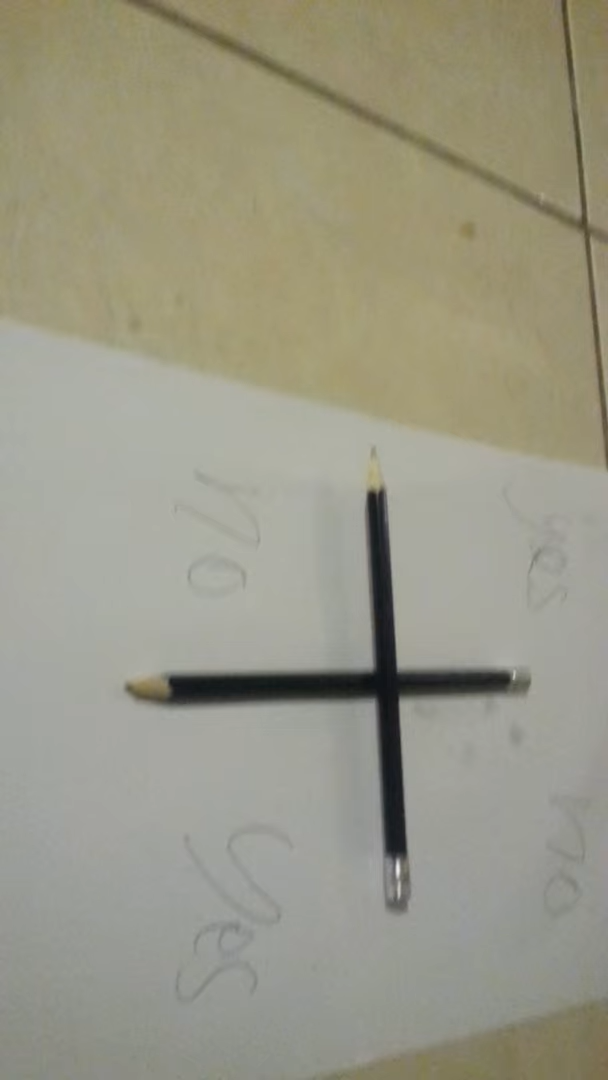 yes no
no yes